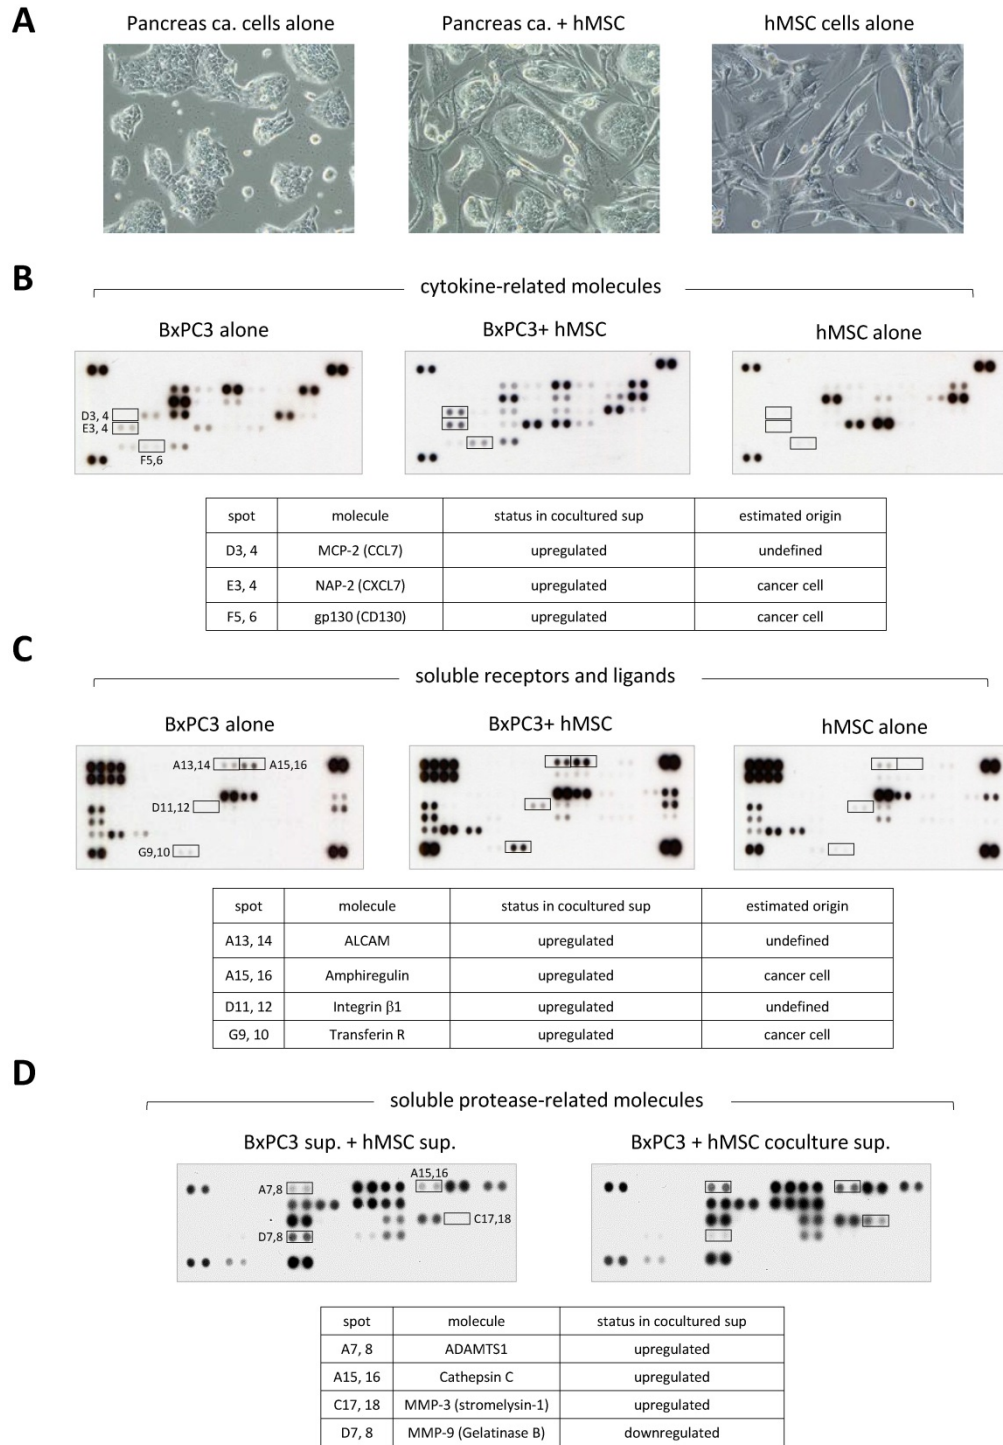 A
Pancreas ca. cells alone
Pancreas ca. + hMSC
hMSC cells alone
B
cytokine-related molecules
BxPC3 alone
BxPC3+ hMSC
hMSC alone
D3, 4
E3, 4
F5,6
spot molecule status in cocultured sup estimated origin
D3, 4 MCP-2 (CCL7) upregulated undefined
E3, 4 NAP-2 (CXCL7) upregulated cancer cell
F5, 6 gp130 (CD130) upregulated cancer cell
C
soluble receptors and ligands
BxPC3 alone
BxPC3+ hMSC
hMSC alone
A13,14
A15,16
D11,12
G9,10
spot molecule status in cocultured sup estimated origin
A13, 14 ALCAM upregulated undefined
A15, 16 Amphiregulin upregulated cancer cell
D11, 12 Integrin β1 upregulated undefined
G9, 10 Transferin R upregulated cancer cell
D
soluble protease-related molecules
BxPC3 sup. + hMSC sup.
BxPC3 + hMSC coculture sup.
A15,16
A7,8
C17,18
D7,8
spot molecule status in cocultured sup
A7, 8 ADAMTS1 upregulated
A15, 16 Cathepsin C upregulated
C17, 18 MMP-3 (stromelysin-1) upregulated
D7, 8 MMP-9 (Gelatinase B) downregulated